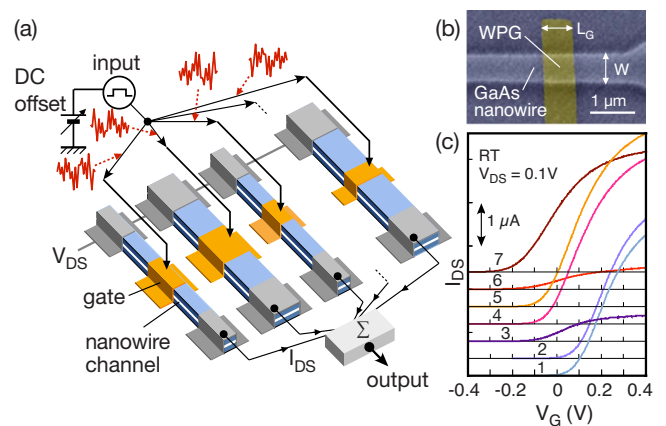 (a)
input
DC
offset
V_DS
gate
nanowire
channel
I_DS
Σ
output
(b)
WPG
L_G
W
GaAs
nanowire
1 μm
(c)
RT
V_DS = 0.1V
1 μA
I_DS
7
6
5
4
3
2
1
-0.4 -0.2 0 0.2 0.4
V_G (V)